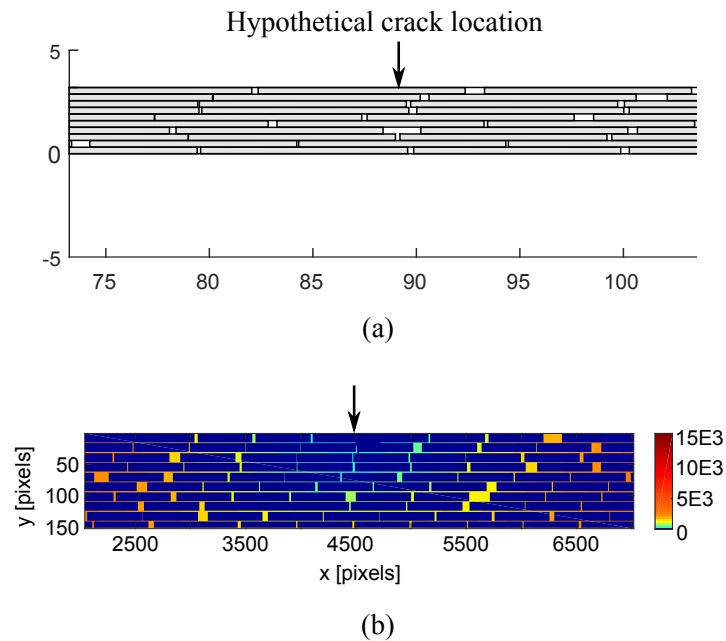 Hypothetical crack location
5
0
-5
75 80 85 90 95 100
(a)
15E3
10E3
5E3
0
y [pixels]
50
100
150
2500 3500 4500 5500 6500
x [pixels]
(b)